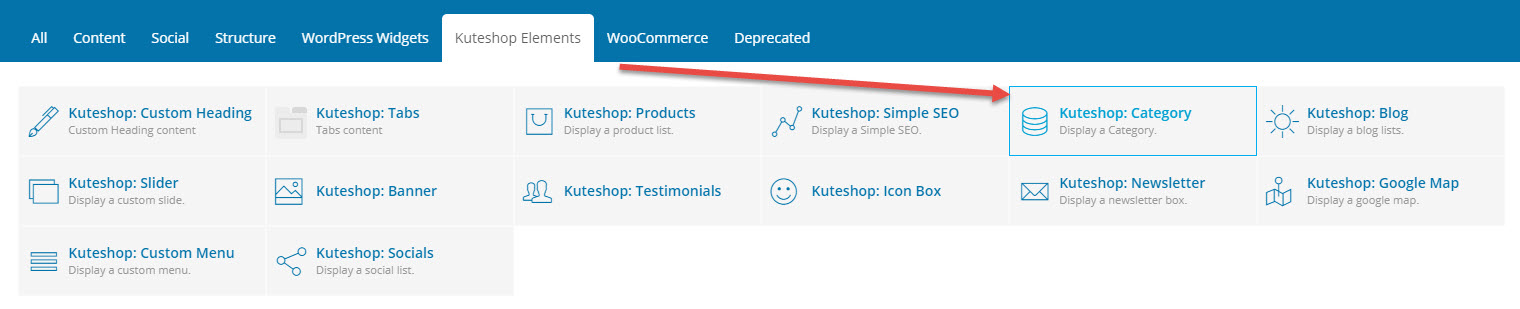 All Content Social Structure WordPress Widgets Kuteshop Elements WooCommerce Deprecated
Kuteshop: Custom Heading
Custom Heading content
Kuteshop: Tabs
Tabs content
Kuteshop: Products
Display a product list.
Kuteshop: Simple SEO
Display a Simple SEO.
Kuteshop: Category
Display a Category.
Kuteshop: Blog
Display a blog lists.
Kuteshop: Slider
Display a custom slide.
Kuteshop: Banner
Kuteshop: Testimonials
Kuteshop: Icon Box
Kuteshop: Newsletter
Display a newsletter box.
Kuteshop: Google Map
Display a google map.
Kuteshop: Custom Menu
Display a custom menu.
Kuteshop: Socials
Display a social list.